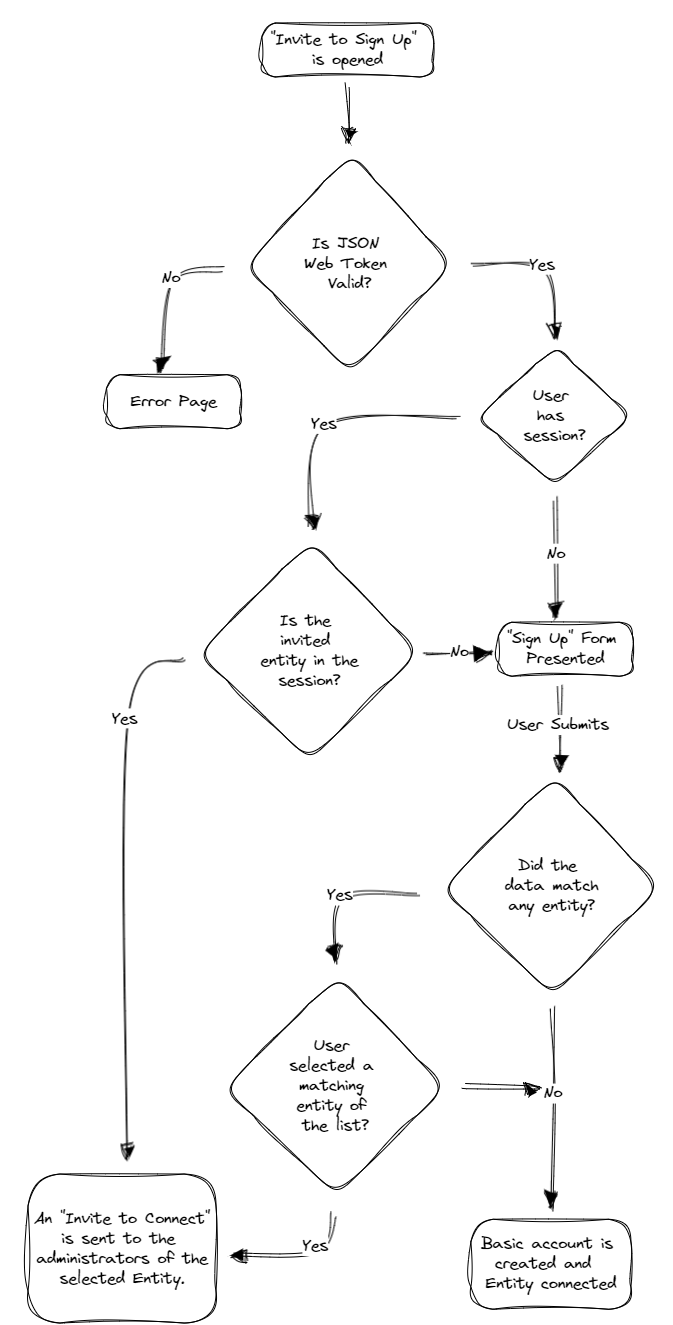 "Invite to Sign Up"
is opened
Is JSON
Web Token
Valid?
No
Yes
Error Page
User
has
session?
Yes
No
Is the
invited
entity in the
session?
No
"Sign Up" Form
Presented
Yes
User Submits
Did the
data match
any entity?
Yes
User
selected a
matching
entity of
the list?
No
An "Invite to Connect"
is sent to the
administrators of the
selected Entity.
Yes
Basic account is
created and
Entity connected